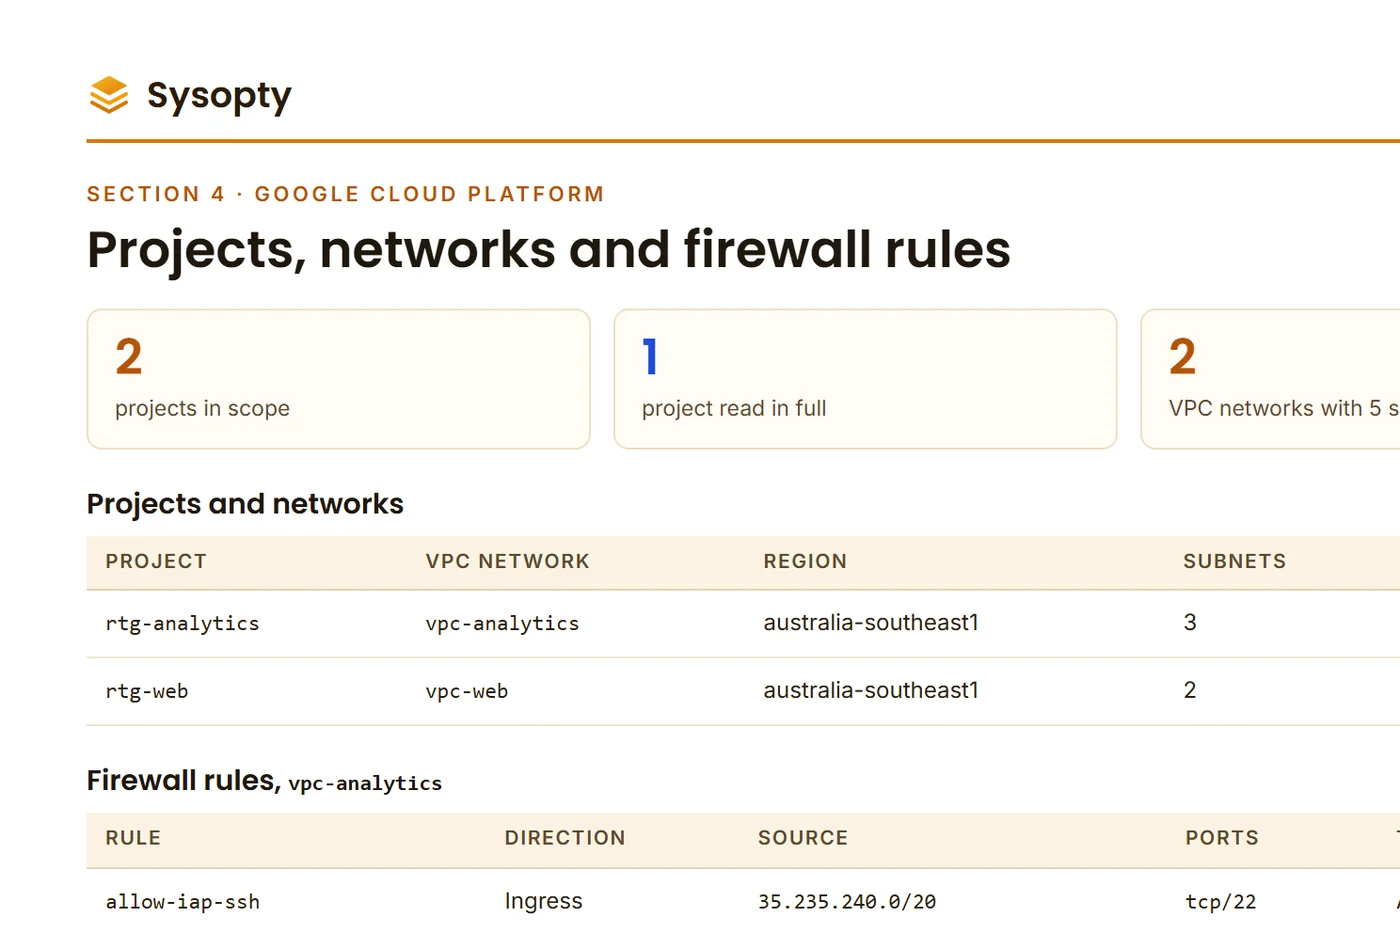 Sysopty
SECTION 4 · GOOGLE CLOUD PLATFORM
Projects, networks and firewall rules
2
projects in scope
1
project read in full
2
VPC networks with 5
Projects and networks
PROJECT VPC NETWORK REGION SUBNETS
rtg-analytics vpc-analytics australia-southeast1 3
rtg-web vpc-web australia-southeast1 2
Firewall rules, vpc-analytics
RULE DIRECTION SOURCE PORTS
allow-iap-ssh Ingress 35.235.240.0/20 tcp/22